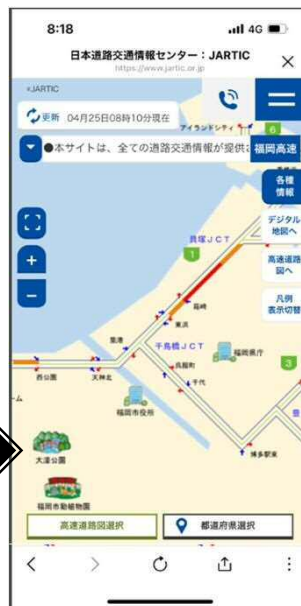 8:18
4G
日本道路交通情報センター：JARTIC
https://www.jartic.or.jp
<JARTIC
更新 04月25日08時10分現在
アイランドシティ
6
●本サイトは、全ての道路交通情報が提供さ
福岡高速
各種
情報
デジタル
地図へ
貝塚JCT
1
高速道路
図へ
凡例
表示切替
箱崎
東浜
築港
千鳥橋JCT
呉服町
福岡県庁
3
千代
西公園
天神北
福岡市役所
博多駅東
大濠公園
福岡市動植物園
高速道路図選択
都道府県選択